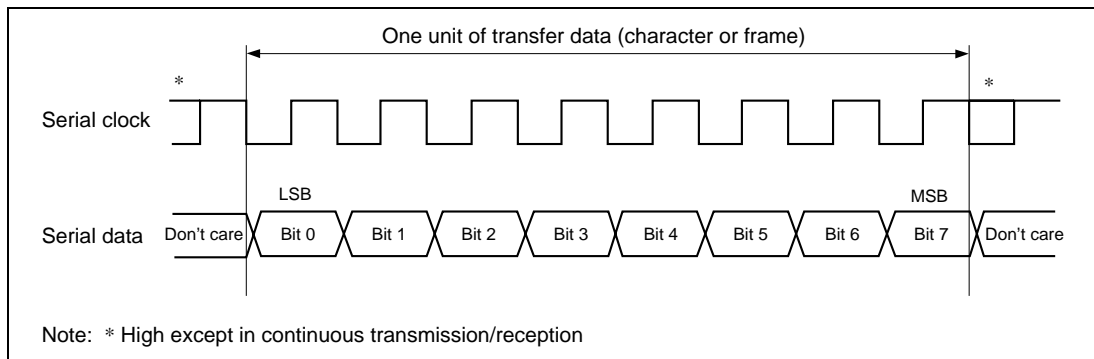 One unit of transfer data (character or frame)
* *
Serial clock
LSB MSB
Serial data Don't care Bit 0 Bit 1 Bit 2 Bit 3 Bit 4 Bit 5 Bit 6 Bit 7 Don't care
Note: * High except in continuous transmission/reception